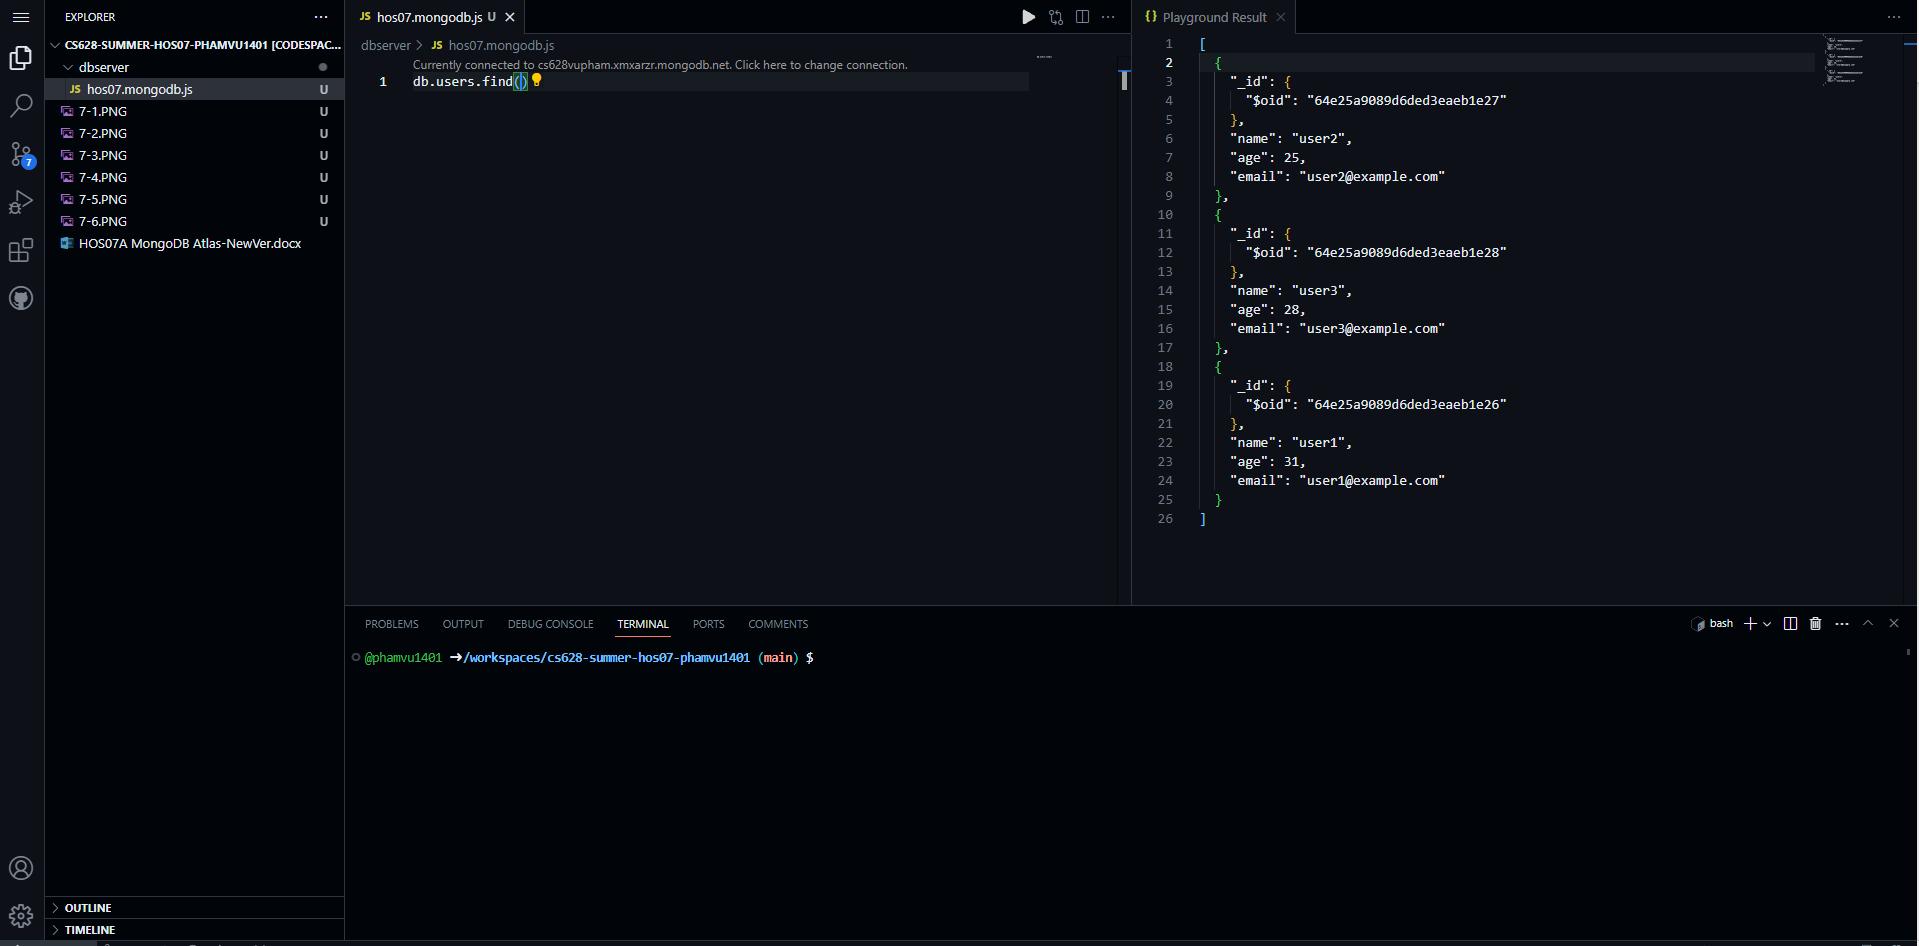 EXPLORER
CS628-SUMMER-HOS07-PHAMVU1401 [CODESPAC...
dbserver
JS hos07.mongodb.js U
7-1.PNG U
7-2.PNG U
7-3.PNG U
7-4.PNG U
7-5.PNG U
7-6.PNG U
HOS07A MongoDB Atlas-NewVer.docx
7
OUTLINE
TIMELINE
JS hos07.mongodb.js U
dbserver > JS hos07.mongodb.js
Currently connected to cs628vupham.xmxarzr.mongodb.net. Click here to change connection.
1 db.users.find()
{} Playground Result
1 [
2 {
3 "_id": {
4 "$oid": "64e25a9089d6ded3eaeb1e27"
5 },
6 "name": "user2",
7 "age": 25,
8 "email": "user2@example.com"
9 },
10 {
11 "_id": {
12 "$oid": "64e25a9089d6ded3eaeb1e28"
13 },
14 "name": "user3",
15 "age": 28,
16 "email": "user3@example.com"
17 },
18 {
19 "_id": {
20 "$oid": "64e25a9089d6ded3eaeb1e26"
21 },
22 "name": "user1",
23 "age": 31,
24 "email": "user1@example.com"
25 }
26 ]
PROBLEMS OUTPUT DEBUG CONSOLE TERMINAL PORTS COMMENTS
bash
@phamvu1401 ➜/workspaces/cs628-summer-hos07-phamvu1401 (main) $